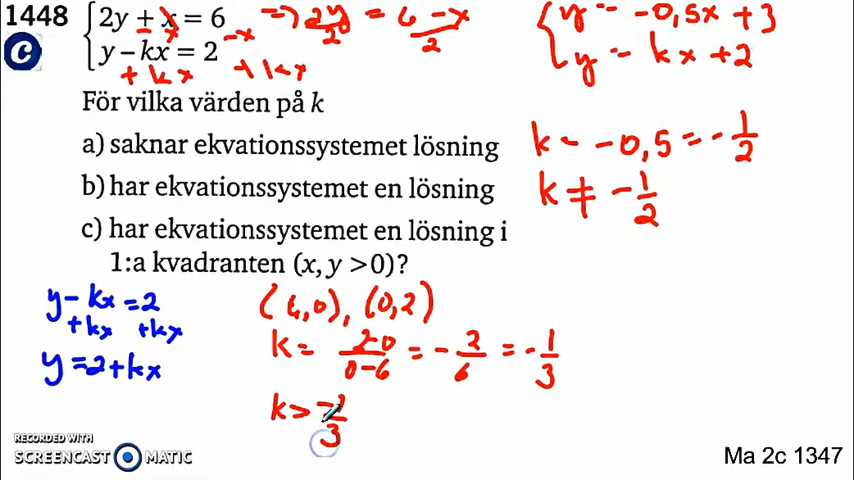 1448
2y + x = 6
-x -x
=> 2y/2 = 6-x/2
y - kx = 2
+ kx + kx
y = -0,5x + 3
y = kx + 2
C
För vilka värden på k
a) saknar ekvationssystemet lösning
k = -0,5 = -1/2
b) har ekvationssystemet en lösning
k ≠ -1/2
c) har ekvationssystemet en lösning i
1:a kvadranten (x, y >0)?
y - kx = 2
+kx +kx
y = 2 + kx
(6,0), (0,2)
k = 2-0/0-6 = -2/6 = -1/3
k > -1/3
RECORDED WITH
SCREENCAST MATIC
Ma 2c 1347